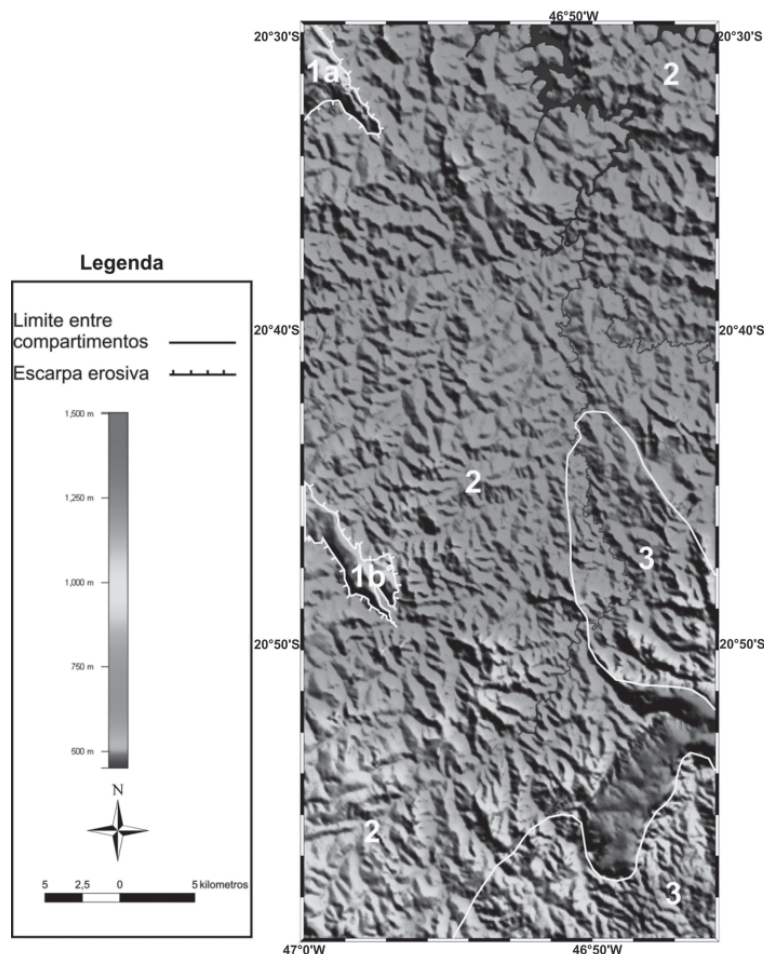 46°50'W
20°30'S
20°30'S
1a
2
Legenda
Limite entre
compartimentos
Escarpa erosiva
20°40'S
20°40'S
1,500 m
1,250 m
1,000 m
750 m
500 m
2
3
1b
20°50'S
20°50'S
N
2
3
5 2,5 0 5 kilometros
47°0'W
46°50'W